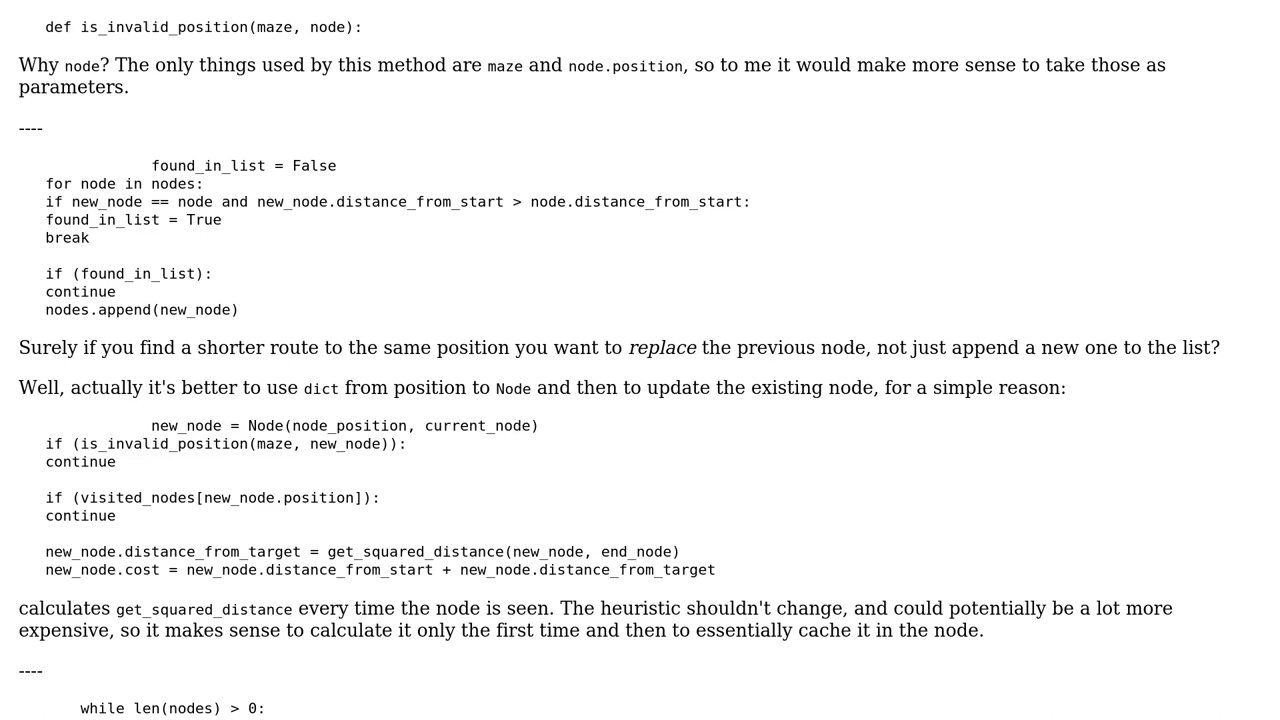 def is_invalid_position(maze, node):
Why node? The only things used by this method are maze and node.position, so to me it would make more sense to take those as
parameters.
----
found_in_list = False
for node in nodes:
if new_node == node and new_node.distance_from_start > node.distance_from_start:
found_in_list = True
break
if (found_in_list):
continue
nodes.append(new_node)
Surely if you find a shorter route to the same position you want to replace the previous node, not just append a new one to the list?
Well, actually it's better to use dict from position to Node and then to update the existing node, for a simple reason:
new_node = Node(node_position, current_node)
if (is_invalid_position(maze, new_node)):
continue
if (visited_nodes[new_node.position]):
continue
new_node.distance_from_target = get_squared_distance(new_node, end_node)
new_node.cost = new_node.distance_from_start + new_node.distance_from_target
calculates get_squared_distance every time the node is seen. The heuristic shouldn't change, and could potentially be a lot more
expensive, so it makes sense to calculate it only the first time and then to essentially cache it in the node.
----
while len(nodes) > 0: